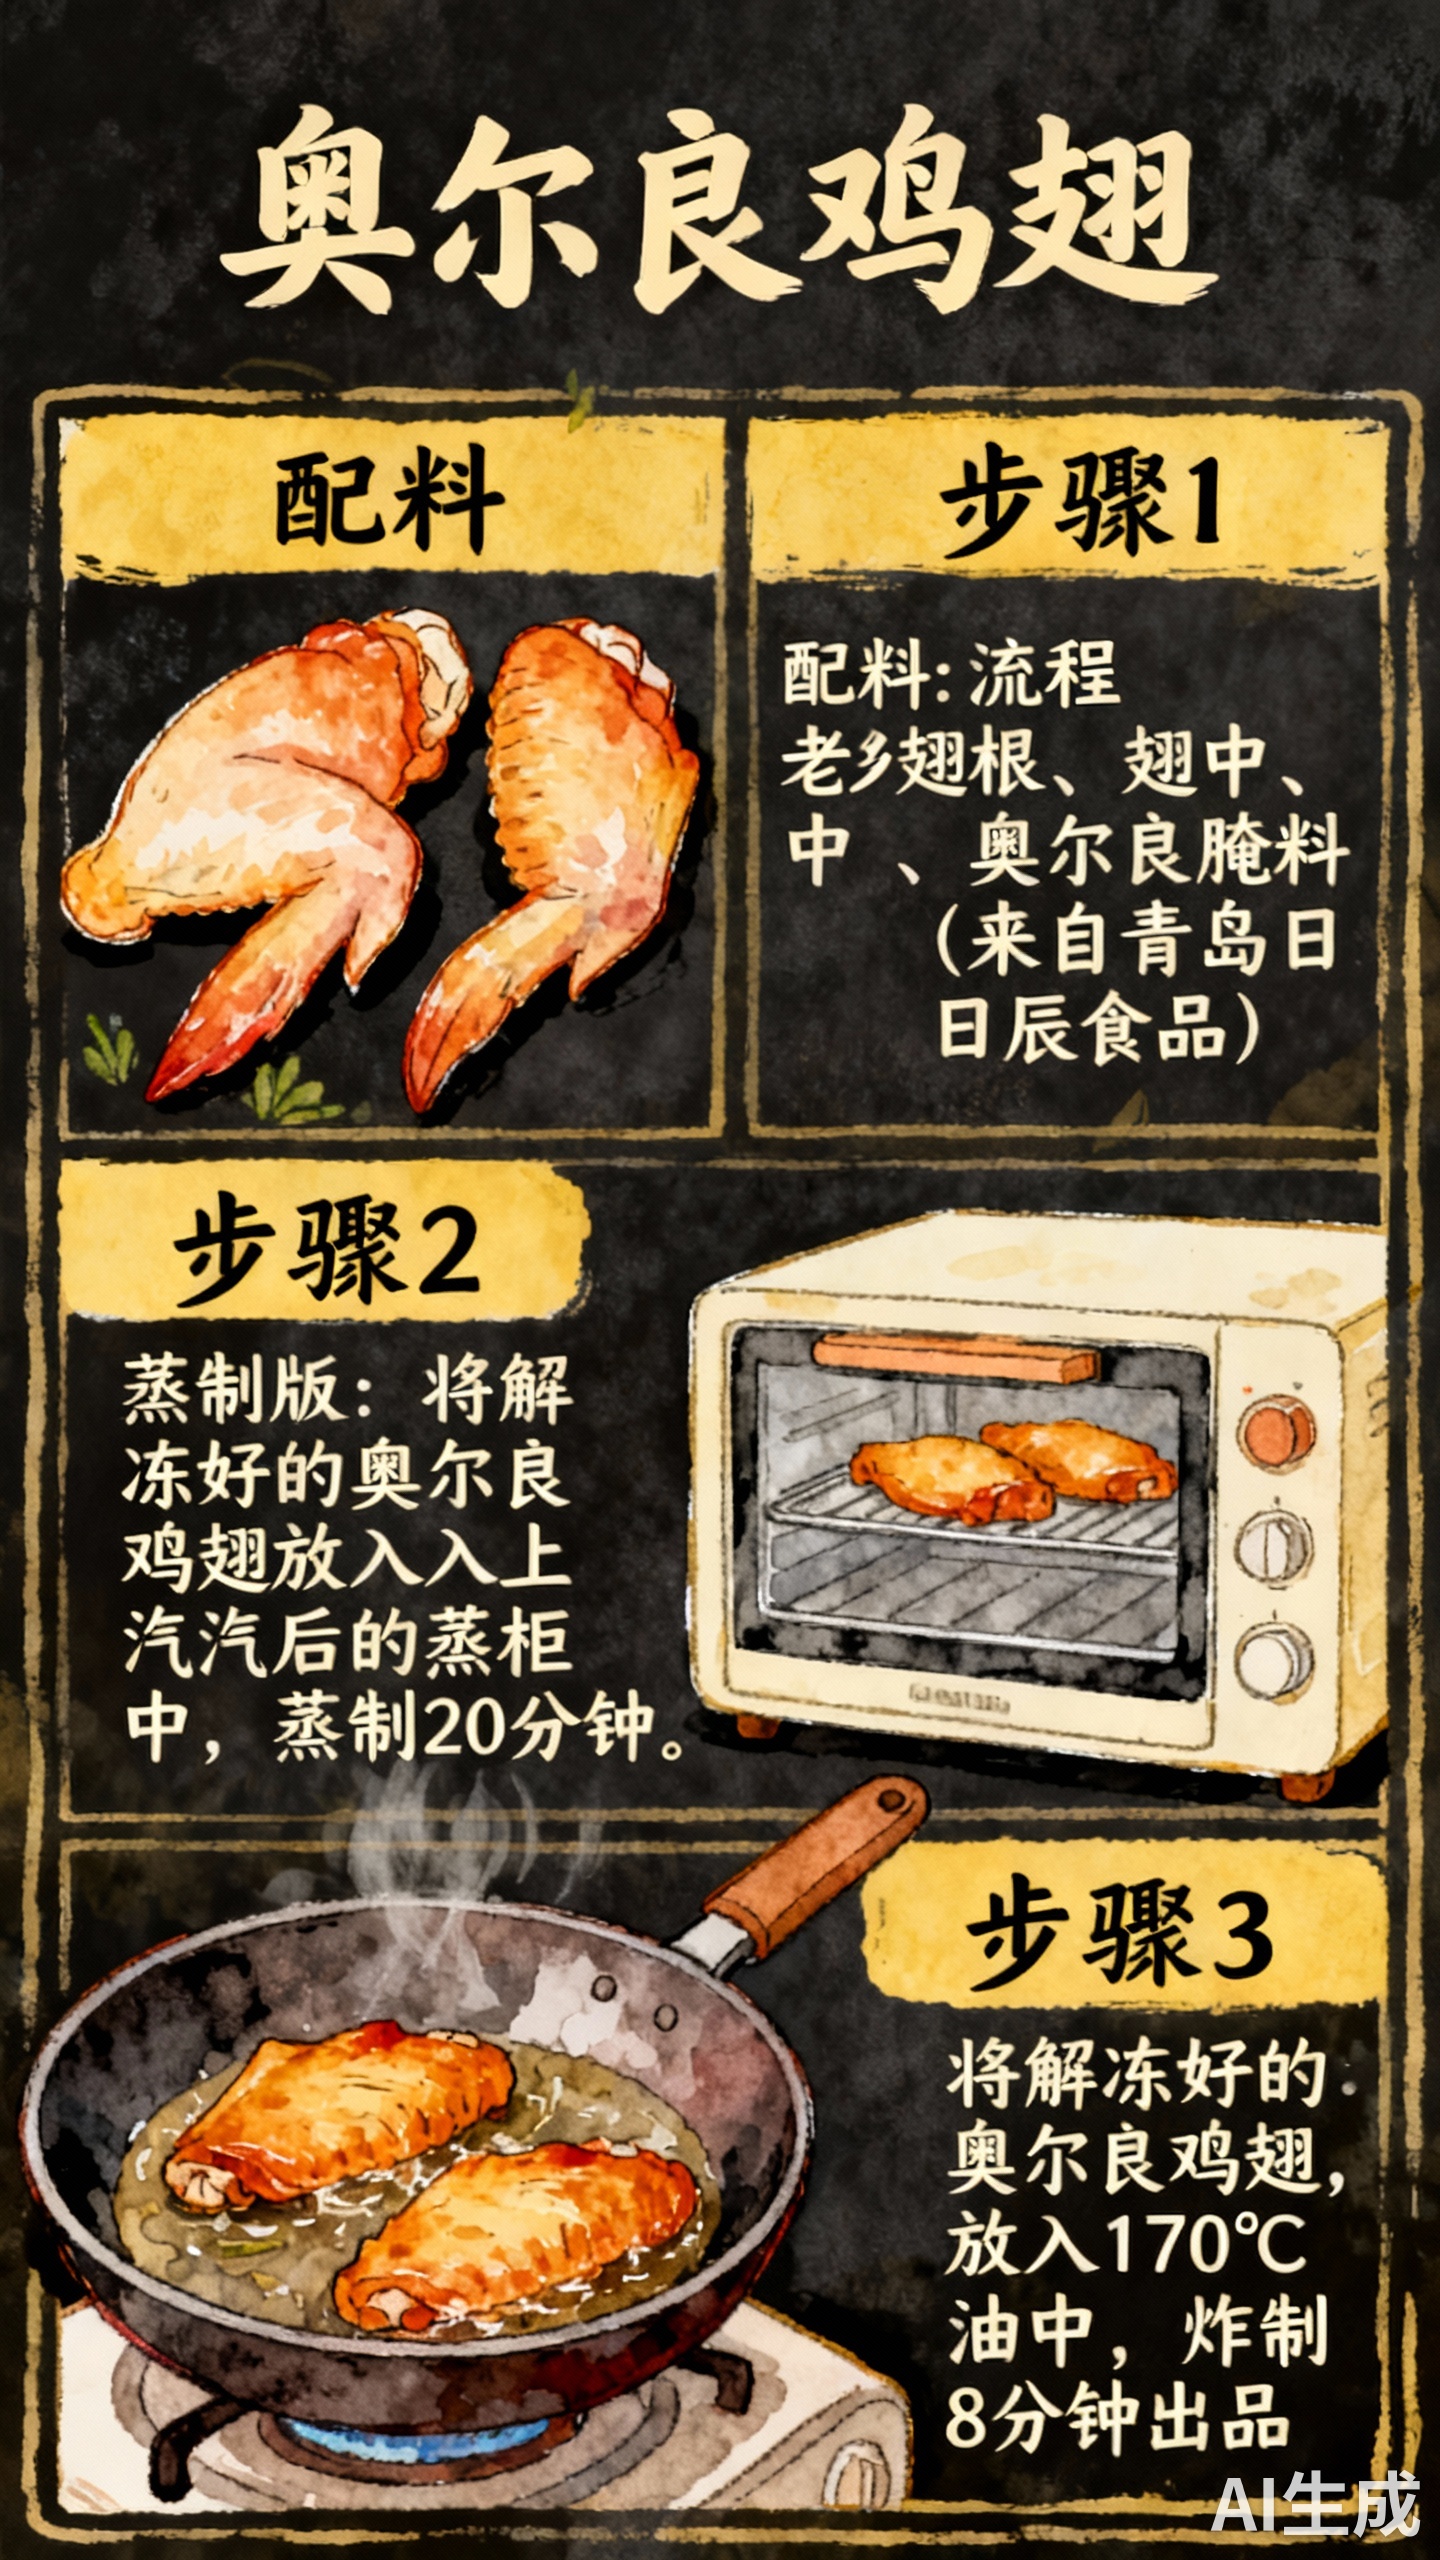 奥尔良鸡翅
配料
步骤1
配料：流程
老乡翅根、翅中、
中、奥尔良腌料
（来自青岛日
日辰食品）
步骤2
蒸制版：将解
冻好的奥尔良
鸡翅放入入上
汽汽后的蒸柜
中，蒸制20分钟。
步骤3
将解冻好的
奥尔良鸡翅，
放入170℃
油中，炸制
8分钟出品
AI生成